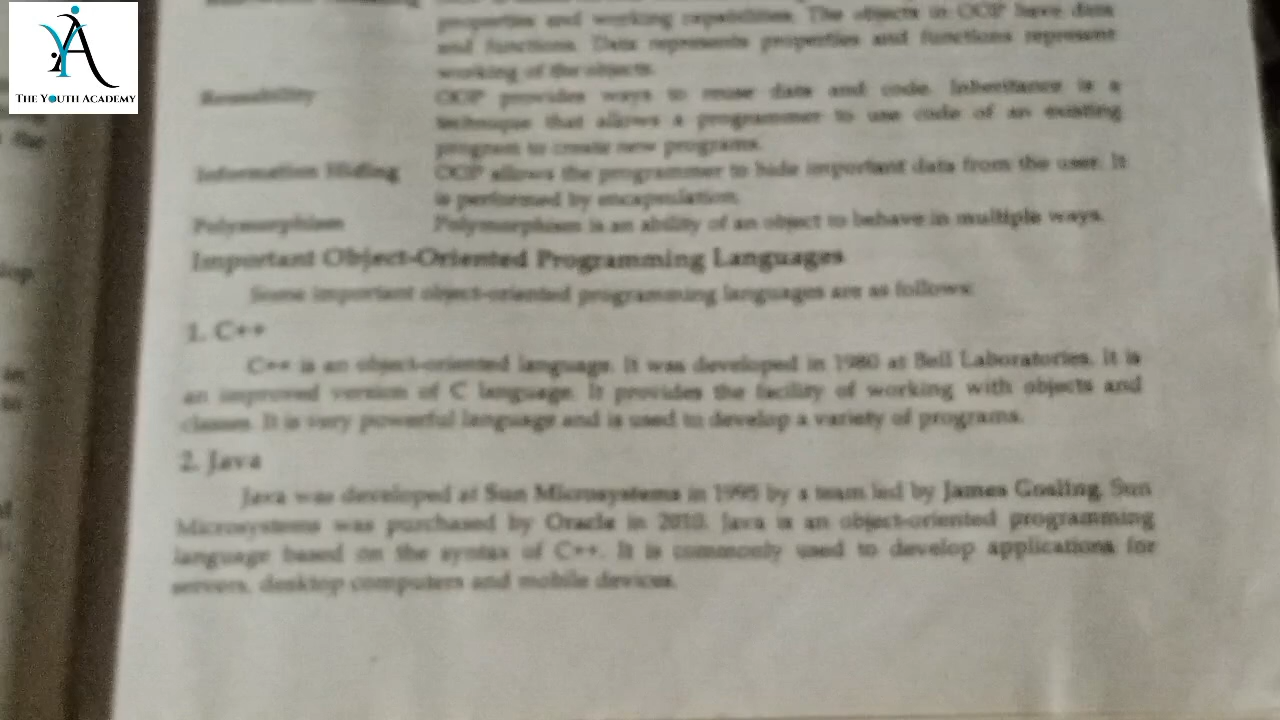 THE YOUTH ACADEMY
properties and working capabilities. The objects in OOP have data
and functions. Data represents properties and functions represent
working of the objects.
Reusability
OOP provides ways to reuse data and code. Inheritance is a
technique that allows a programmer to use code of an existing
program to create new programs.
Information Hiding
OOP allows the programmer to hide important data from the user. It
is performed by encapsulation.
Polymorphism
Polymorphism is an ability of an object to behave in multiple ways.
Important Object-Oriented Programming Languages
Some important object-oriented programming languages are as follows:
1. C++
C++ is an object-oriented language. It was developed in 1980 at Bell Laboratories. It is
an improved version of C language. It provides the facility of working with objects and
classes. It is very powerful language and is used to develop a variety of programs.
2. Java
Java was developed at Sun Microsystems in 1995 by a team led by James Gosling. Sun
Microsystems was purchased by Oracle in 2010. Java is an object-oriented programming
language based on the syntax of C++. It is commonly used to develop applications for
servers, desktop computers and mobile devices.